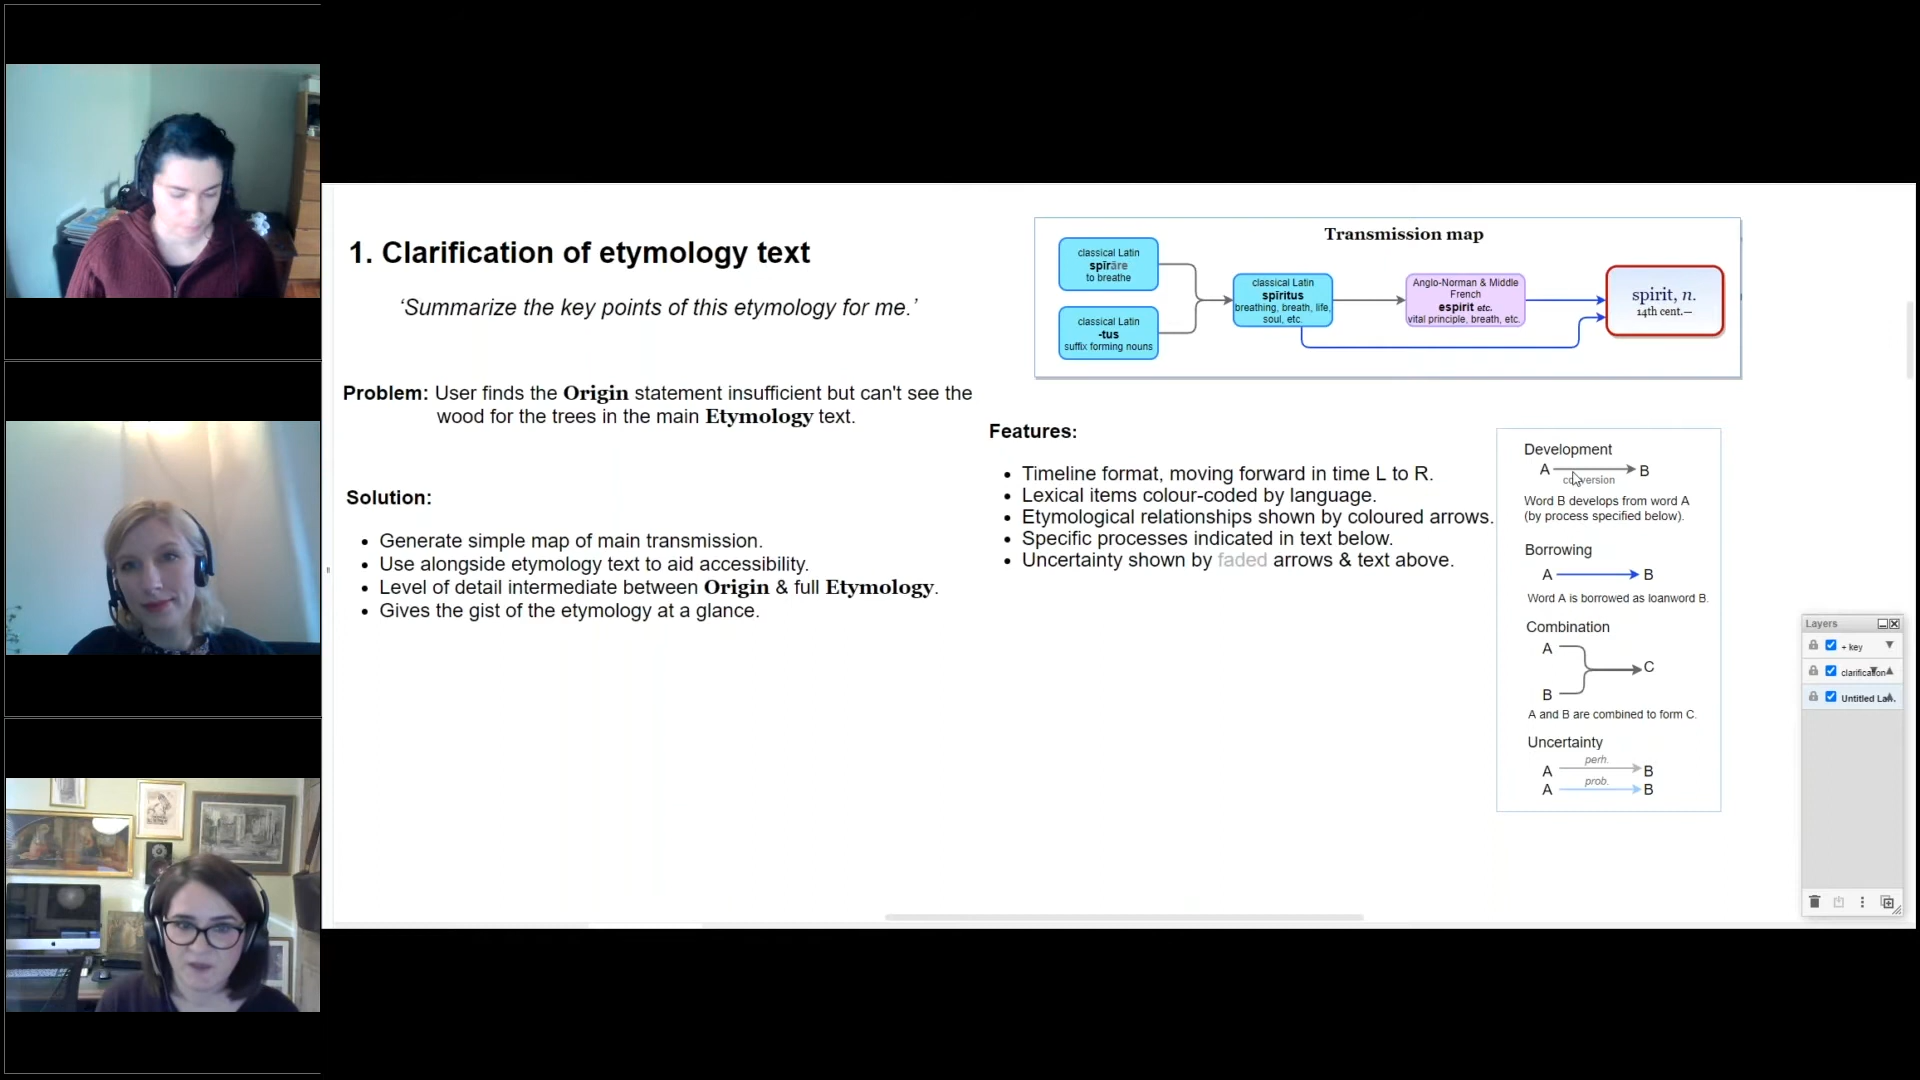 1. Clarification of etymology text
‘Summarize the key points of this etymology for me.’
Problem: User finds the Origin statement insufficient but can't see the
wood for the trees in the main Etymology text.
Solution:
• Generate simple map of main transmission.
• Use alongside etymology text to aid accessibility.
• Level of detail intermediate between Origin & full Etymology.
• Gives the gist of the etymology at a glance.
Transmission map
classical Latin
spīrāre
to breathe
classical Latin
-tus
suffix forming nouns
classical Latin
spīritus
breathing, breath, life,
soul, etc.
Anglo-Norman & Middle
French
espirit etc.
vital principle, breath, etc.
spirit, n.
14th cent.—
Features:
• Timeline format, moving forward in time L to R.
• Lexical items colour-coded by language.
• Etymological relationships shown by coloured arrows.
• Specific processes indicated in text below.
• Uncertainty shown by faded arrows & text above.
Development
A B
conversion
Word B develops from word A
(by process specified below).
Borrowing
A B
Word A is borrowed as loanword B.
Combination
A
C
B
A and B are combined to form C.
Uncertainty
perh.
A B
prob.
A B
Layers
+ key
clarification
Untitled La